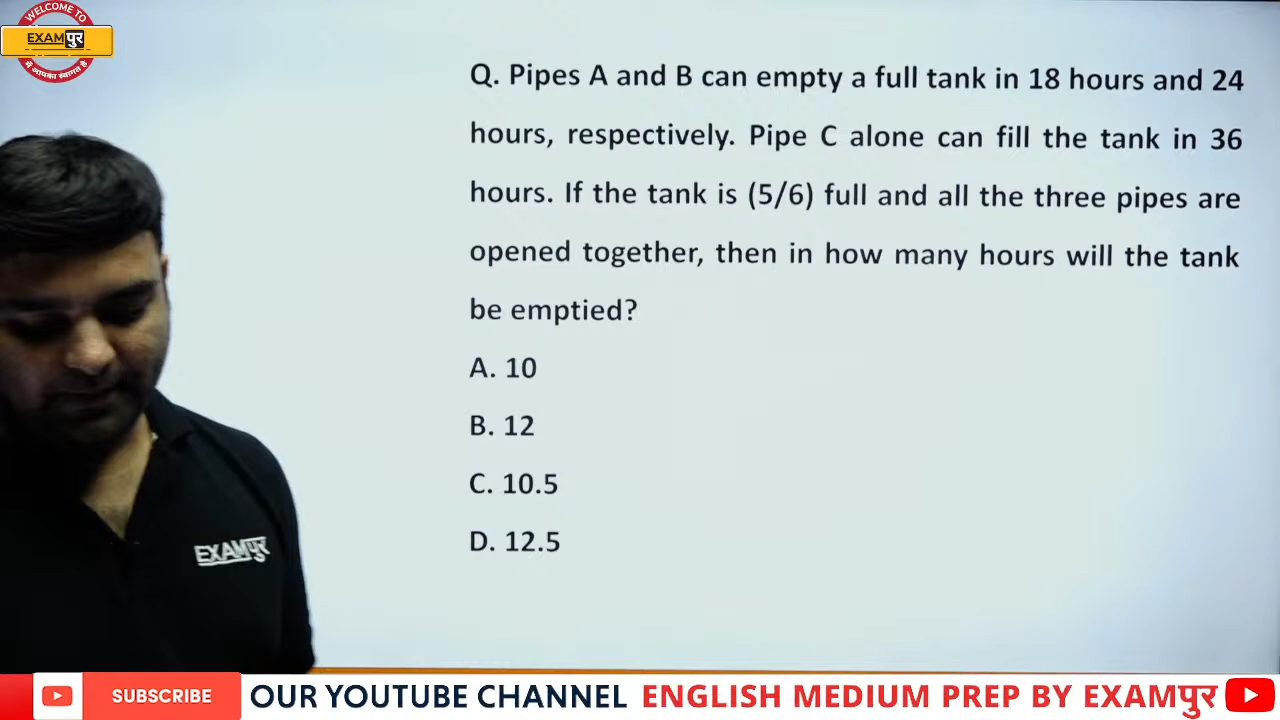 WELCOME TO
EXAMपुर
में आपका स्वागत है
Q. Pipes A and B can empty a full tank in 18 hours and 24
hours, respectively. Pipe C alone can fill the tank in 36
hours. If the tank is (5/6) full and all the three pipes are
opened together, then in how many hours will the tank
be emptied?
A. 10
B. 12
C. 10.5
D. 12.5
EXAMपुर
SUBSCRIBE
OUR YOUTUBE CHANNEL ENGLISH MEDIUM PREP BY EXAMपुर